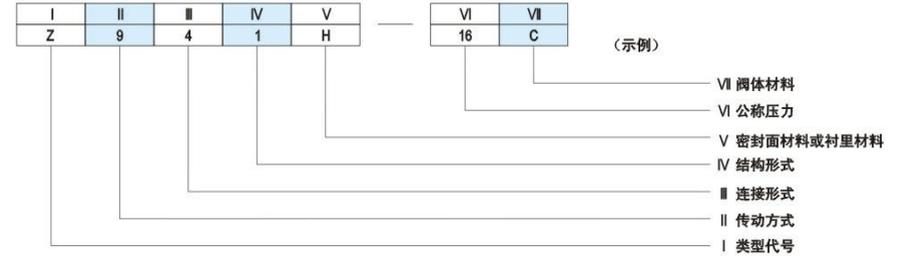 Ⅰ Ⅱ Ⅲ Ⅳ Ⅴ — Ⅵ Ⅶ
Z 9 4 1 H 16 C
（示例）
Ⅶ 阀体材料
Ⅵ 公称压力
Ⅴ 密封面材料或衬里材料
Ⅳ 结构形式
Ⅲ 连接形式
Ⅱ 传动方式
Ⅰ 类型代号